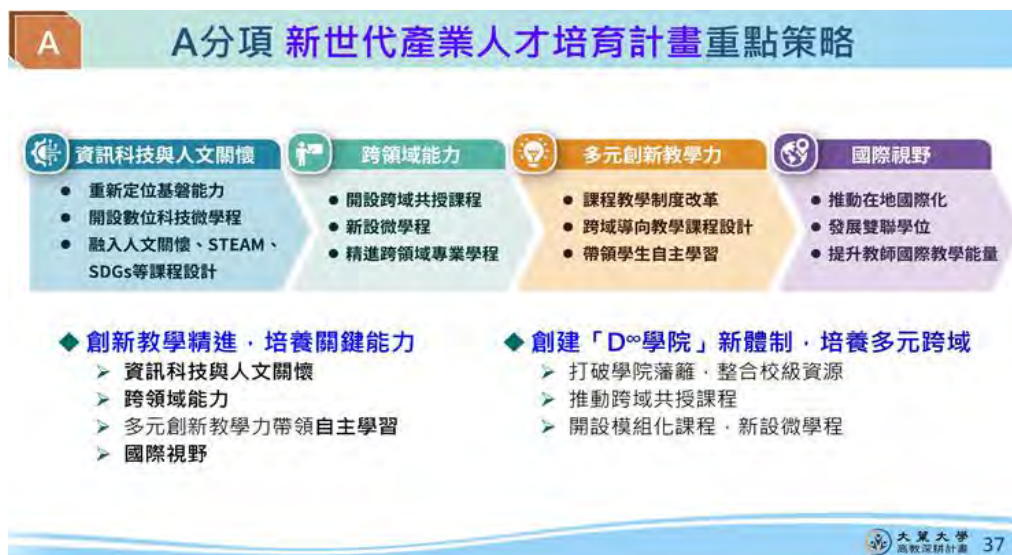 A
A分項 新世代產業人才培育計畫重點策略
資訊科技與人文關懷
● 重新定位基磐能力
● 開設數位科技微學程
● 融入人文關懷、STEAM、
SDGs等課程設計
跨領域能力
● 開設跨域共授課程
● 新設微學程
● 精進跨領域專業學程
多元創新教學力
● 課程教學制度改革
● 跨域導向教學課程設計
● 帶領學生自主學習
國際視野
● 推動在地國際化
● 發展雙聯學位
● 提升教師國際教學能量
◆ 創新教學精進，培養關鍵能力
➢ 資訊科技與人文關懷
➢ 跨領域能力
➢ 多元創新教學力帶領自主學習
➢ 國際視野
◆ 創建「D∞學院」新體制，培養多元跨域
➢ 打破學院藩籬，整合校級資源
➢ 推動跨域共授課程
➢ 開設模組化課程，新設微學程
大葉大學
高教深耕計畫
37